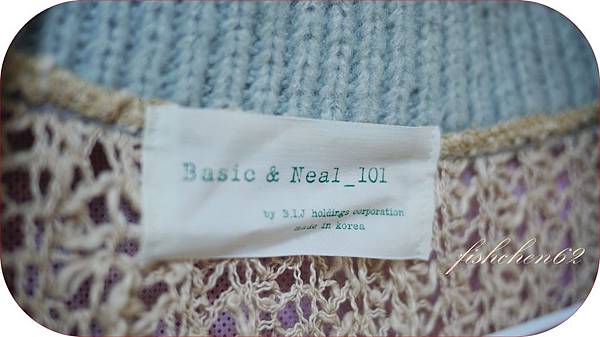 Basic & Neal_101
by B.I.J holdings corporation
made in korea
fishchen62